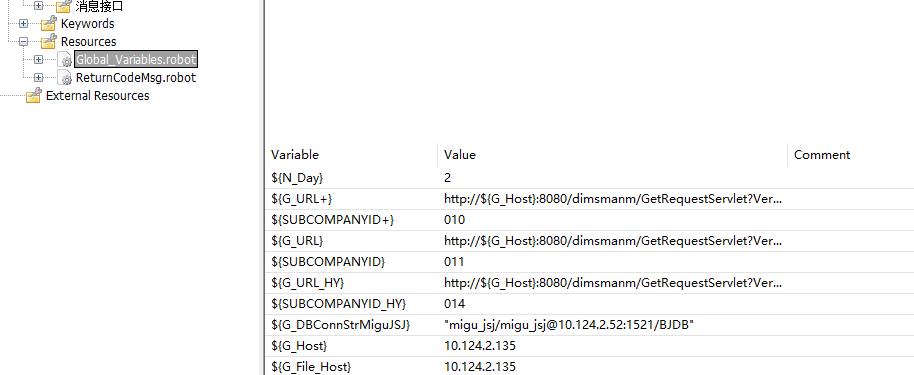 消息接口
Keywords
Resources
Global_Variables.robot
ReturnCodeMsg.robot
External Resources
Variable Value Comment
${N_Day} 2
${G_URL+} http://${G_Host}:8080/dimsmanm/GetRequestServlet?Ver...
${SUBCOMPANYID+} 010
${G_URL} http://${G_Host}:8080/dimsmanm/GetRequestServlet?Ver...
${SUBCOMPANYID} 011
${G_URL_HY} http://${G_Host}:8080/dimsmanm/GetRequestServlet?Ver...
${SUBCOMPANYID_HY} 014
${G_DBConnStrMiguJSJ} "migu_jsj/migu_jsj@10.124.2.52:1521/BJDB"
${G_Host} 10.124.2.135
${G_File_Host} 10.124.2.135